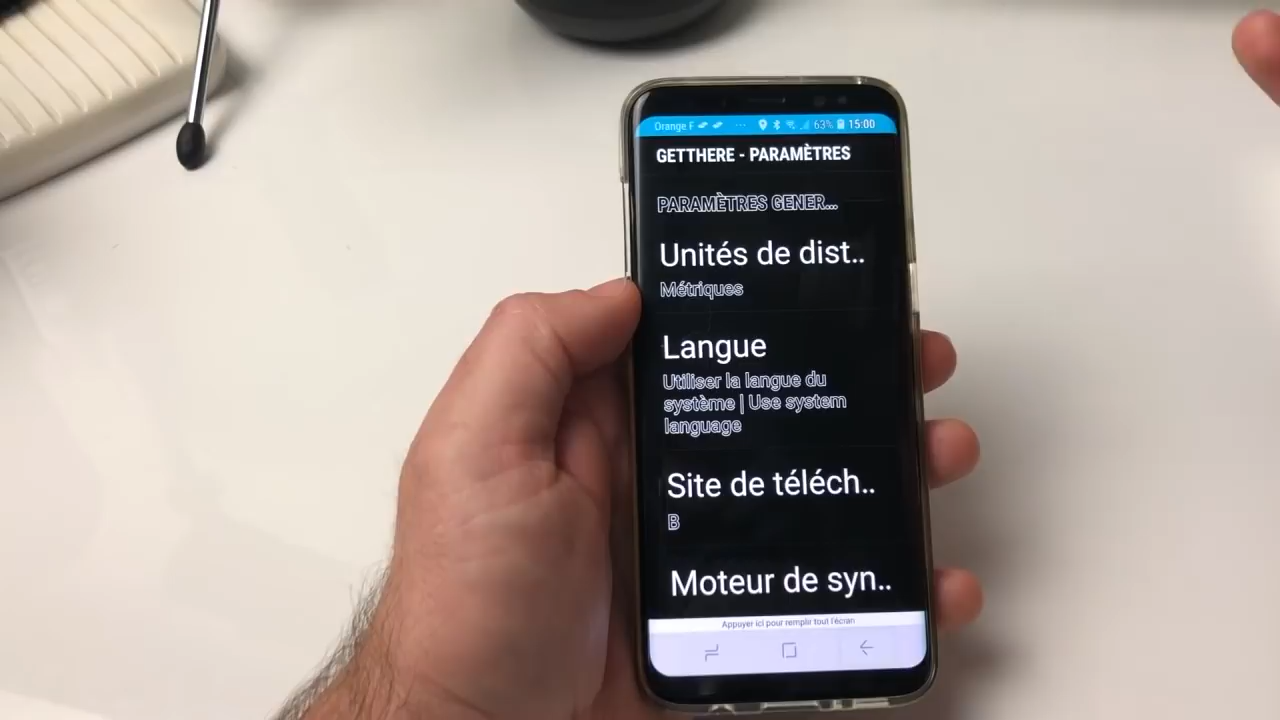 Orange F ... 63% 15:00
GETTHERE - PARAMÈTRES
PARAMÈTRES GENER...
Unités de dist..
Métriques
Langue
Utiliser la langue du
système | Use system
language
Site de téléch..
B
Moteur de syn..
Appuyer ici pour remplir tout l'écran